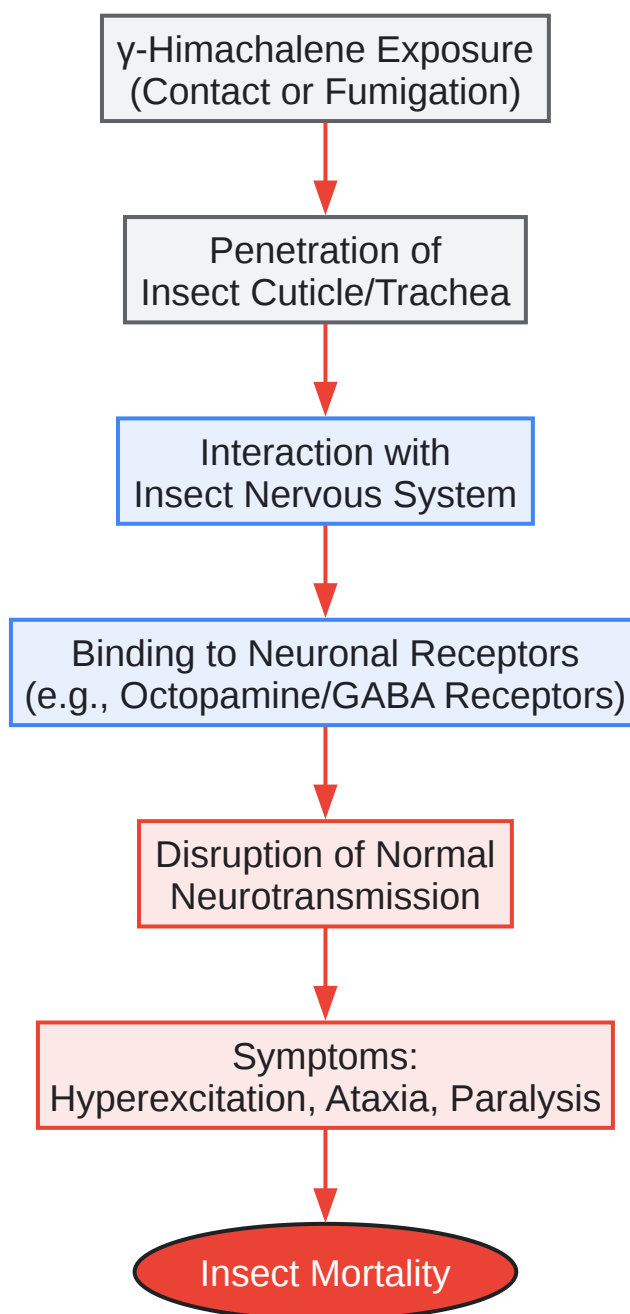 γ-Himachalene Exposure
(Contact or Fumigation)
Penetration of
Insect Cuticle/Trachea
Interaction with
Insect Nervous System
Binding to Neuronal Receptors
(e.g., Octopamine/GABA Receptors)
Disruption of Normal
Neurotransmission
Symptoms:
Hyperexcitation, Ataxia, Paralysis
Insect Mortality